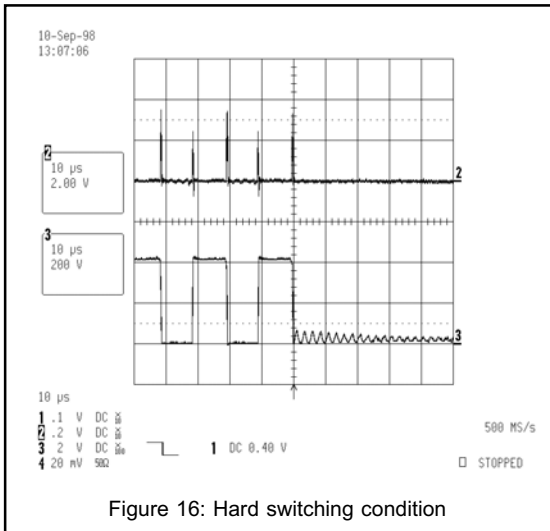 10-Sep-98
13:07:06
2
10 µs
2.00 V
2
3
10 µs
200 V
3
10 µs
1 .1 V DC
2 .2 V DC
3 2 V DC
4 20 mV 50Ω
1 DC 0.40 V
500 MS/s
STOPPED
Figure 16: Hard switching condition